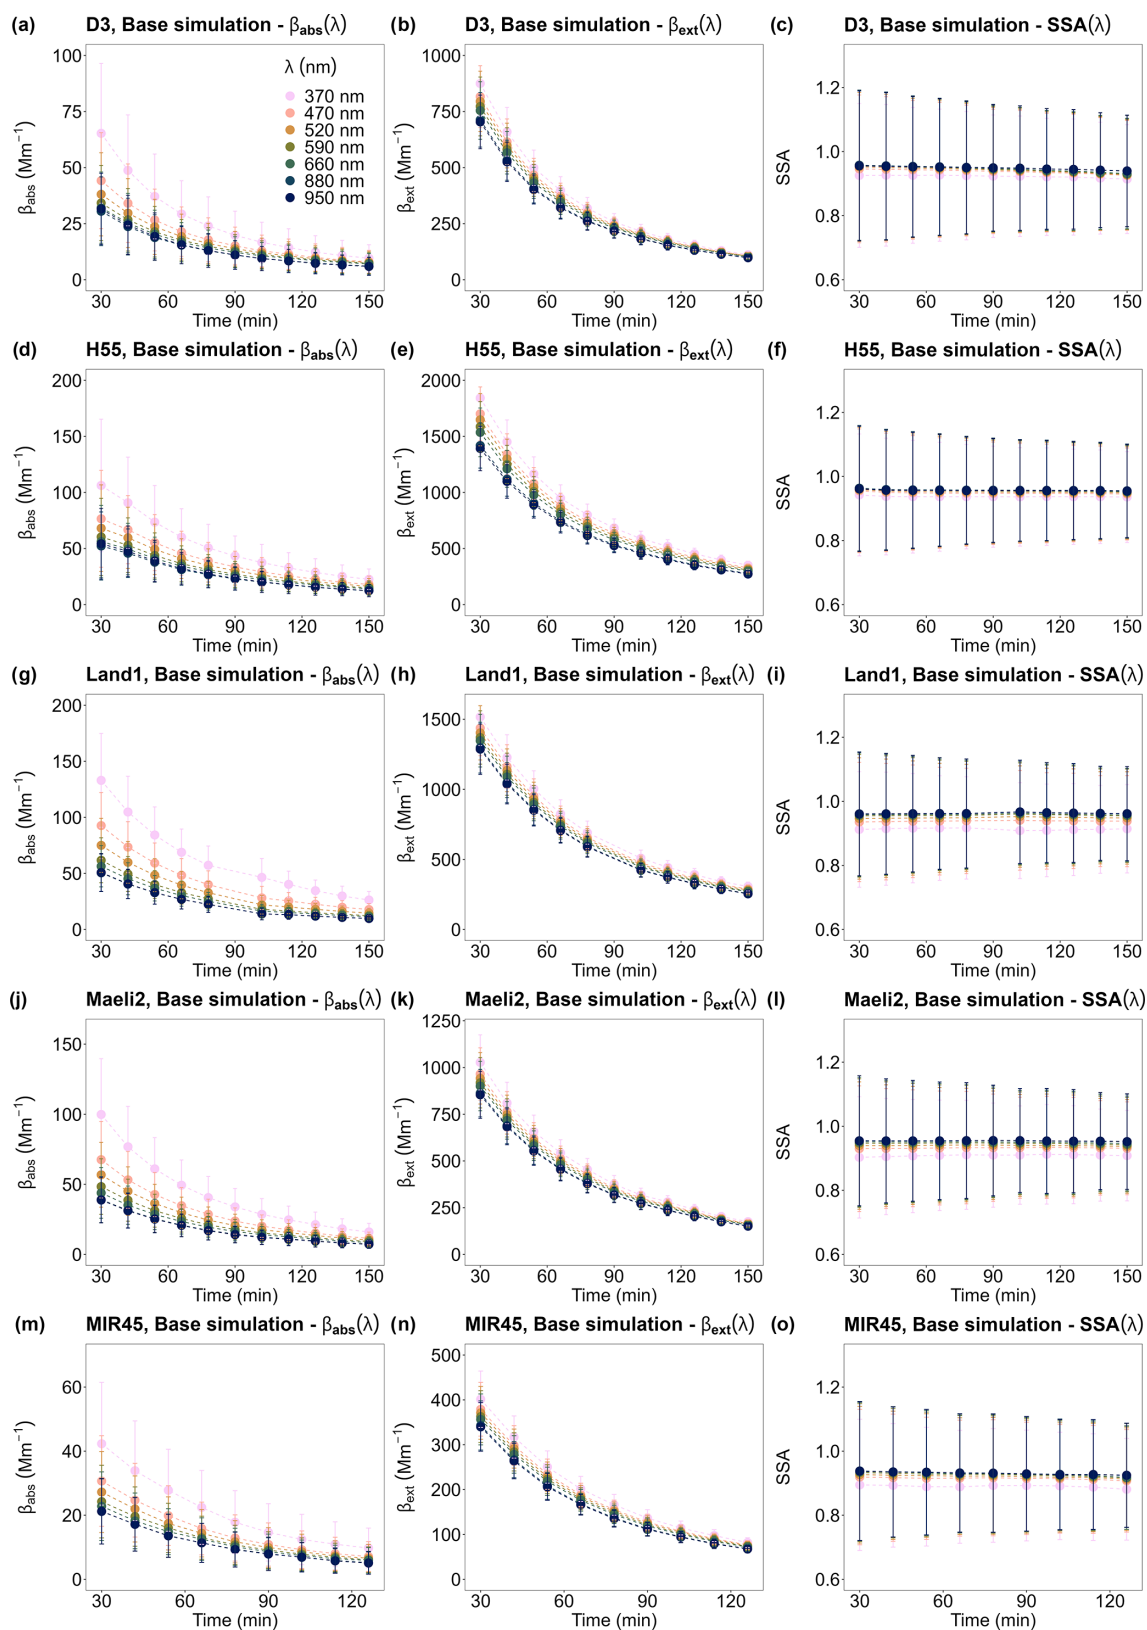 (a) D3, Base simulation - βabs(λ)
100
75
50
25
0
βabs (Mm−1)
λ (nm)
370 nm
470 nm
520 nm
590 nm
660 nm
880 nm
950 nm
30 60 90 120 150
Time (min)
(b) D3, Base simulation - βext(λ)
1000
750
500
250
0
βext (Mm−1)
30 60 90 120 150
Time (min)
(c) D3, Base simulation - SSA(λ)
1.2
1.0
0.8
0.6
SSA
30 60 90 120 150
Time (min)
(d) H55, Base simulation - βabs(λ)
200
150
100
50
0
βabs (Mm−1)
30 60 90 120 150
Time (min)
(e) H55, Base simulation - βext(λ)
2000
1500
1000
500
0
βext (Mm−1)
30 60 90 120 150
Time (min)
(f) H55, Base simulation - SSA(λ)
1.2
1.0
0.8
0.6
SSA
30 60 90 120 150
Time (min)
(g) Land1, Base simulation - βabs(λ)
200
150
100
50
0
βabs (Mm−1)
30 60 90 120 150
Time (min)
(h) Land1, Base simulation - βext(λ)
1500
1000
500
0
βext (Mm−1)
30 60 90 120 150
Time (min)
(i) Land1, Base simulation - SSA(λ)
1.2
1.0
0.8
0.6
SSA
30 60 90 120 150
Time (min)
(j) Maeli2, Base simulation - βabs(λ)
150
100
50
0
βabs (Mm−1)
30 60 90 120 150
Time (min)
(k) Maeli2, Base simulation - βext(λ)
1250
1000
750
500
250
0
βext (Mm−1)
30 60 90 120 150
Time (min)
(l) Maeli2, Base simulation - SSA(λ)
1.2
1.0
0.8
0.6
SSA
30 60 90 120 150
Time (min)
(m) MIR45, Base simulation - βabs(λ)
60
40
20
0
βabs (Mm−1)
30 60 90 120
Time (min)
(n) MIR45, Base simulation - βext(λ)
500
400
300
200
100
0
βext (Mm−1)
30 60 90 120
Time (min)
(o) MIR45, Base simulation - SSA(λ)
1.2
1.0
0.8
0.6
SSA
30 60 90 120
Time (min)